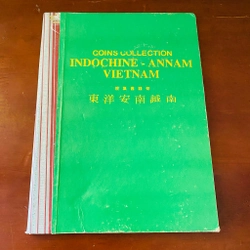 COINS COLLECTION
INDOCHINE - ANNAM
VIETNAM
東洋安南越南